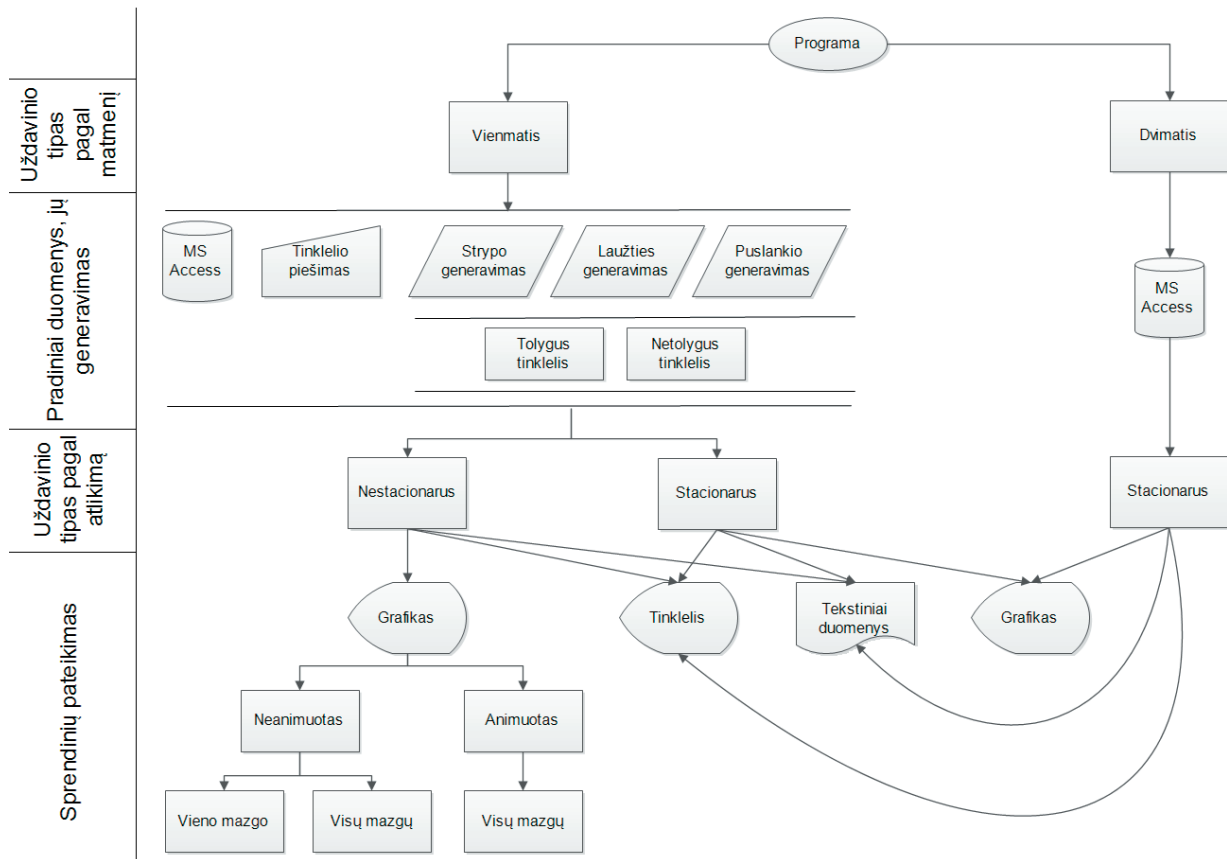 Programa
Uždavinio
tipas
pagal
matmenį
Vienmatis
Dvimatis
Pradiniai duomenys, jų
generavimas
MS
Access
Tinklelio
piešimas
Strypo
generavimas
Laužties
generavimas
Puslankio
generavimas
MS
Access
Tolygus
tinklelis
Netolygus
tinklelis
Uždavinio
tipas pagal
atlikimą
Nestacionarus
Stacionarus
Stacionarus
Sprendinių pateikimas
Grafikas
Tinklelis
Tekstiniai
duomenys
Grafikas
Neanimuotas
Animuotas
Vieno mazgo
Visų mazgų
Visų mazgų